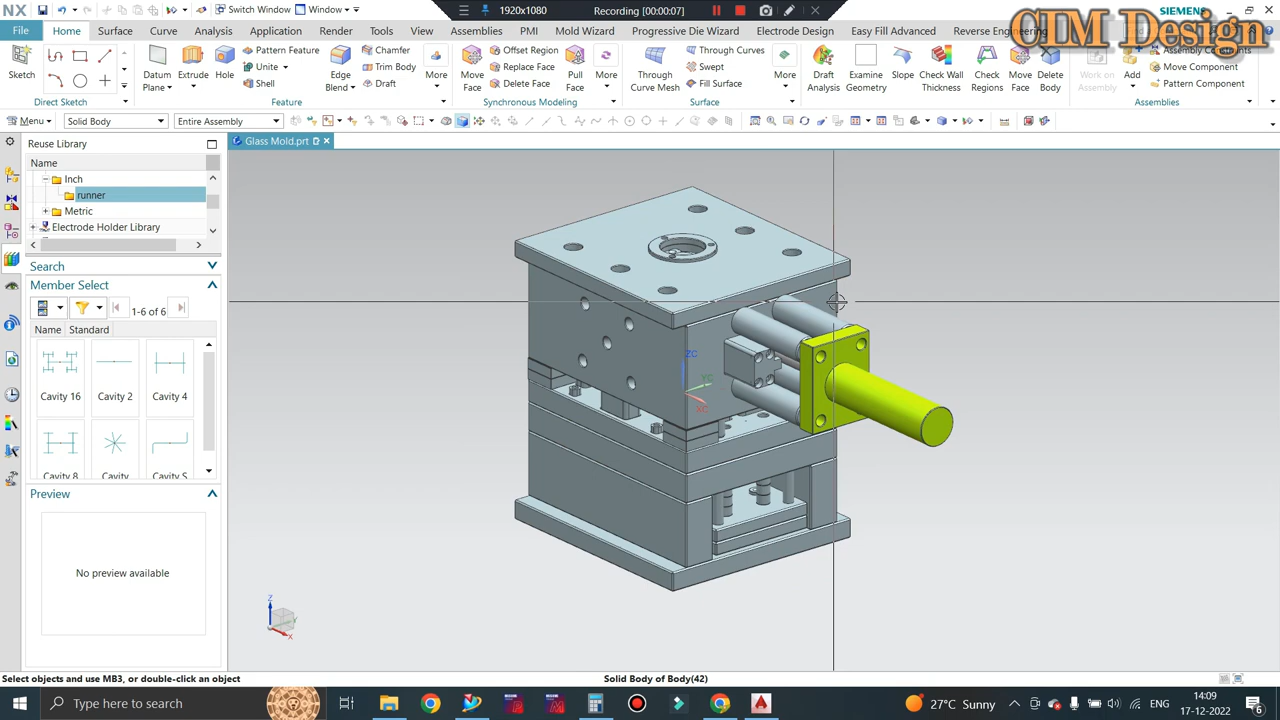 NX
Switch Window
Window
1920x1080
Recording [00:00:07]
SIEMENS
CIM Design
File
Home
Surface
Curve
Analysis
Application
Render
Tools
View
Assemblies
PMI
Mold Wizard
Progressive Die Wizard
Electrode Design
Easy Fill Advanced
Reverse Engineering
Sketch
Datum
Plane
Extrude
Hole
Pattern Feature
Unite
Shell
Edge
Blend
Chamfer
Trim Body
Draft
More
Move
Face
Offset Region
Replace Face
Delete Face
Pull
Face
More
Through
Curve Mesh
Through Curves
Swept
Fill Surface
More
Draft
Analysis
Examine
Geometry
Slope
Check Wall
Thickness
Check
Regions
Move
Face
Delete
Body
Work on
Assembly
Add
Assembly Constraints
Move Component
Pattern Component
Direct Sketch
Feature
Synchronous Modeling
Surface
Assemblies
Menu
Solid Body
Entire Assembly
Reuse Library
Glass Mold.prt
Name
Inch
runner
Metric
Electrode Holder Library
Search
Member Select
1-6 of 6
Name
Standard
Cavity 16
Cavity 2
Cavity 4
Cavity 8
Cavity
Cavity S
Preview
No preview available
ZC
YC
XC
Z
Y
X
Select objects and use MB3, or double-click an object
Solid Body of Body(42)
Type here to search
27°C Sunny
ENG
14:09
17-12-2022
6